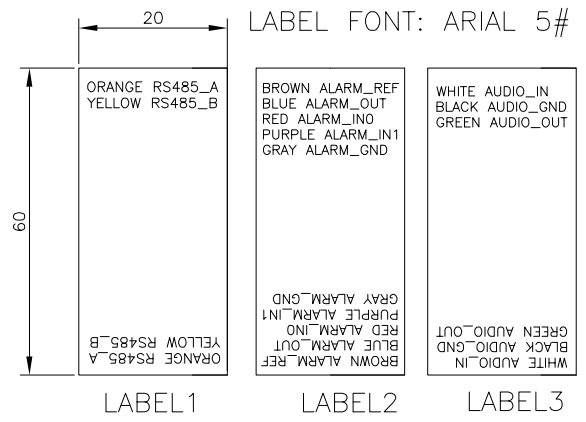 20
LABEL FONT: ARIAL 5#
60
ORANGE RS485_A
YELLOW RS485_B
YELLOW RS485_B
ORANGE RS485_A
LABEL1
BROWN ALARM_REF
BLUE ALARM_OUT
RED ALARM_IN0
PURPLE ALARM_IN1
GRAY ALARM_GND
GRAY ALARM_GND
PURPLE ALARM_IN1
RED ALARM_IN0
BLUE ALARM_OUT
BROWN ALARM_REF
LABEL2
WHITE AUDIO_IN
BLACK AUDIO_GND
GREEN AUDIO_OUT
GREEN AUDIO_OUT
BLACK AUDIO_GND
WHITE AUDIO_IN
LABEL3